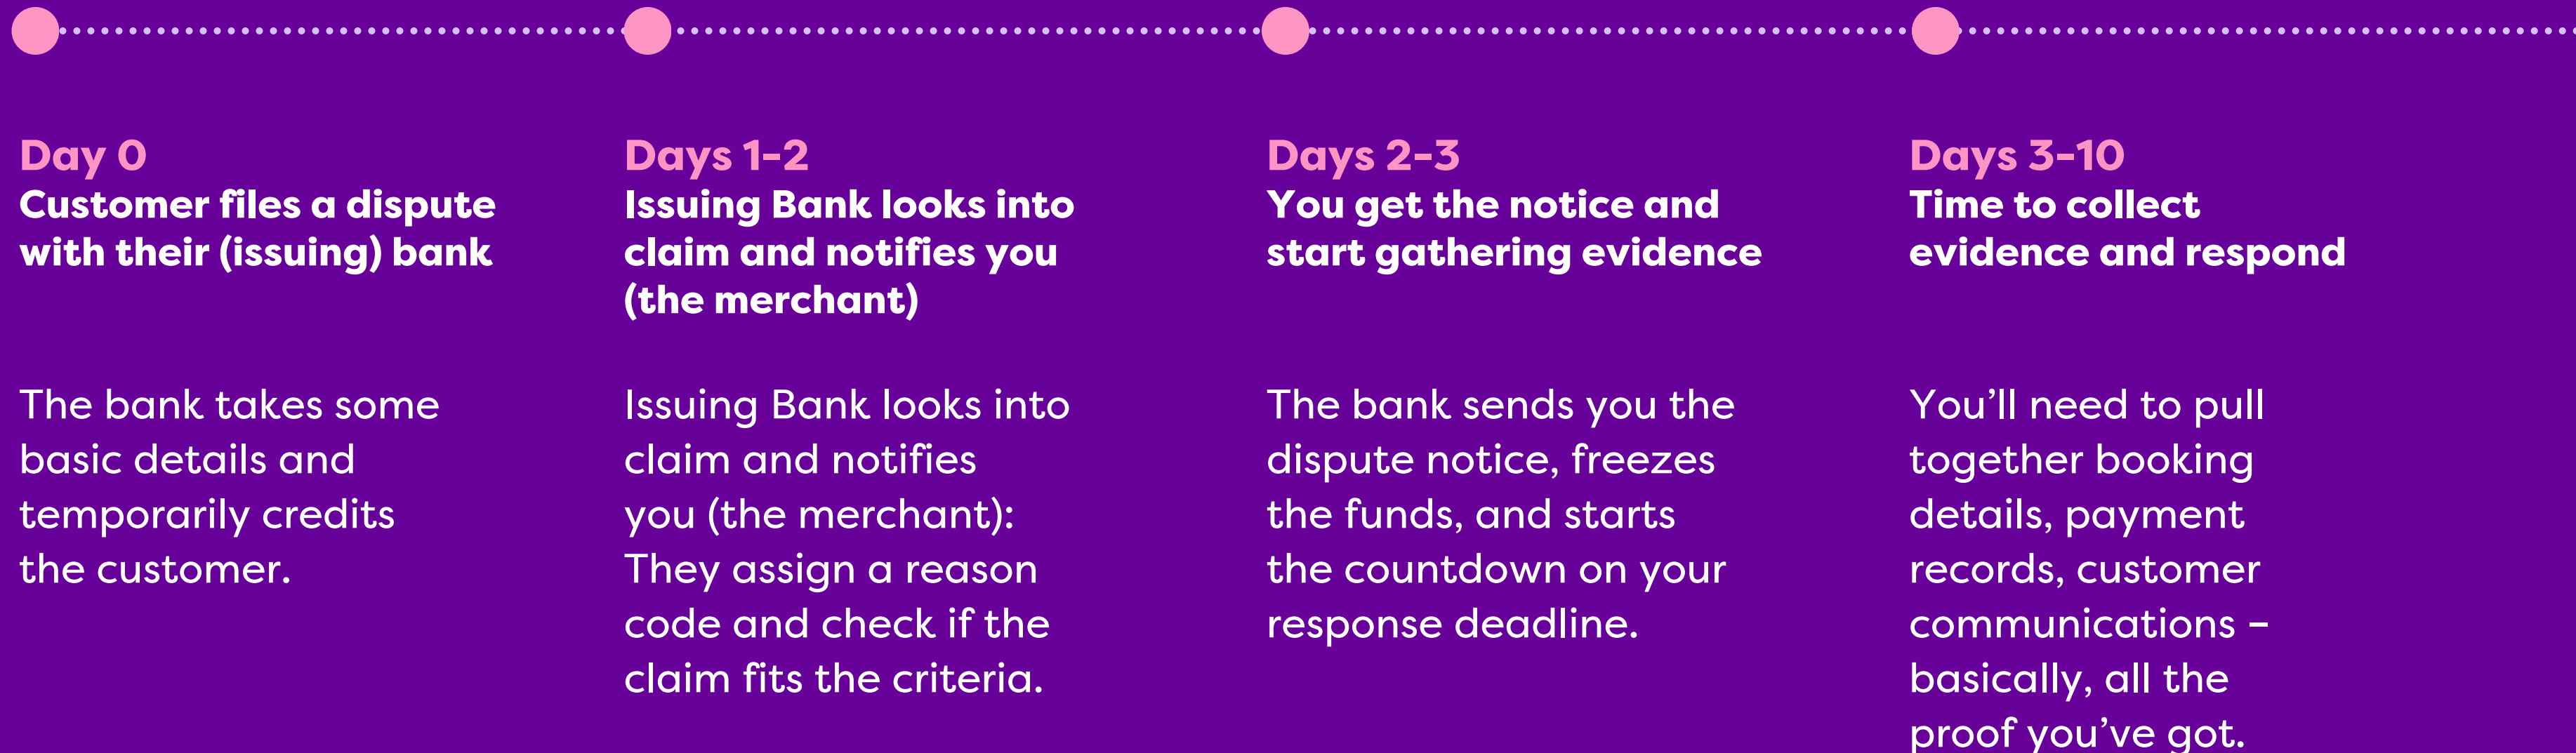 Day 0
Customer files a dispute
with their (issuing) bank
The bank takes some
basic details and
temporarily credits
the customer.
Days 1-2
Issuing Bank looks into
claim and notifies you
(the merchant)
Issuing Bank looks into
claim and notifies
you (the merchant):
They assign a reason
code and check if the
claim fits the criteria.
Days 2-3
You get the notice and
start gathering evidence
The bank sends you the
dispute notice, freezes
the funds, and starts
the countdown on your
response deadline.
Days 3-10
Time to collect
evidence and respond
You’ll need to pull
together booking
details, payment
records, customer
communications –
basically, all the
proof you’ve got.